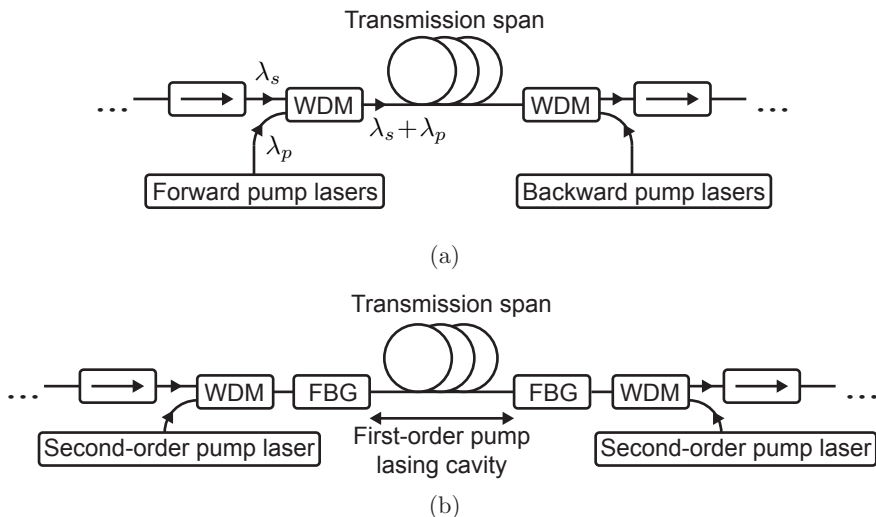 Transmission span
λs
WDM
WDM
...
...
λs+λp
λp
Forward pump lasers
Backward pump lasers
(a)
Transmission span
WDM
FBG
FBG
WDM
...
...
Second-order pump laser
First-order pump
lasing cavity
Second-order pump laser
(b)